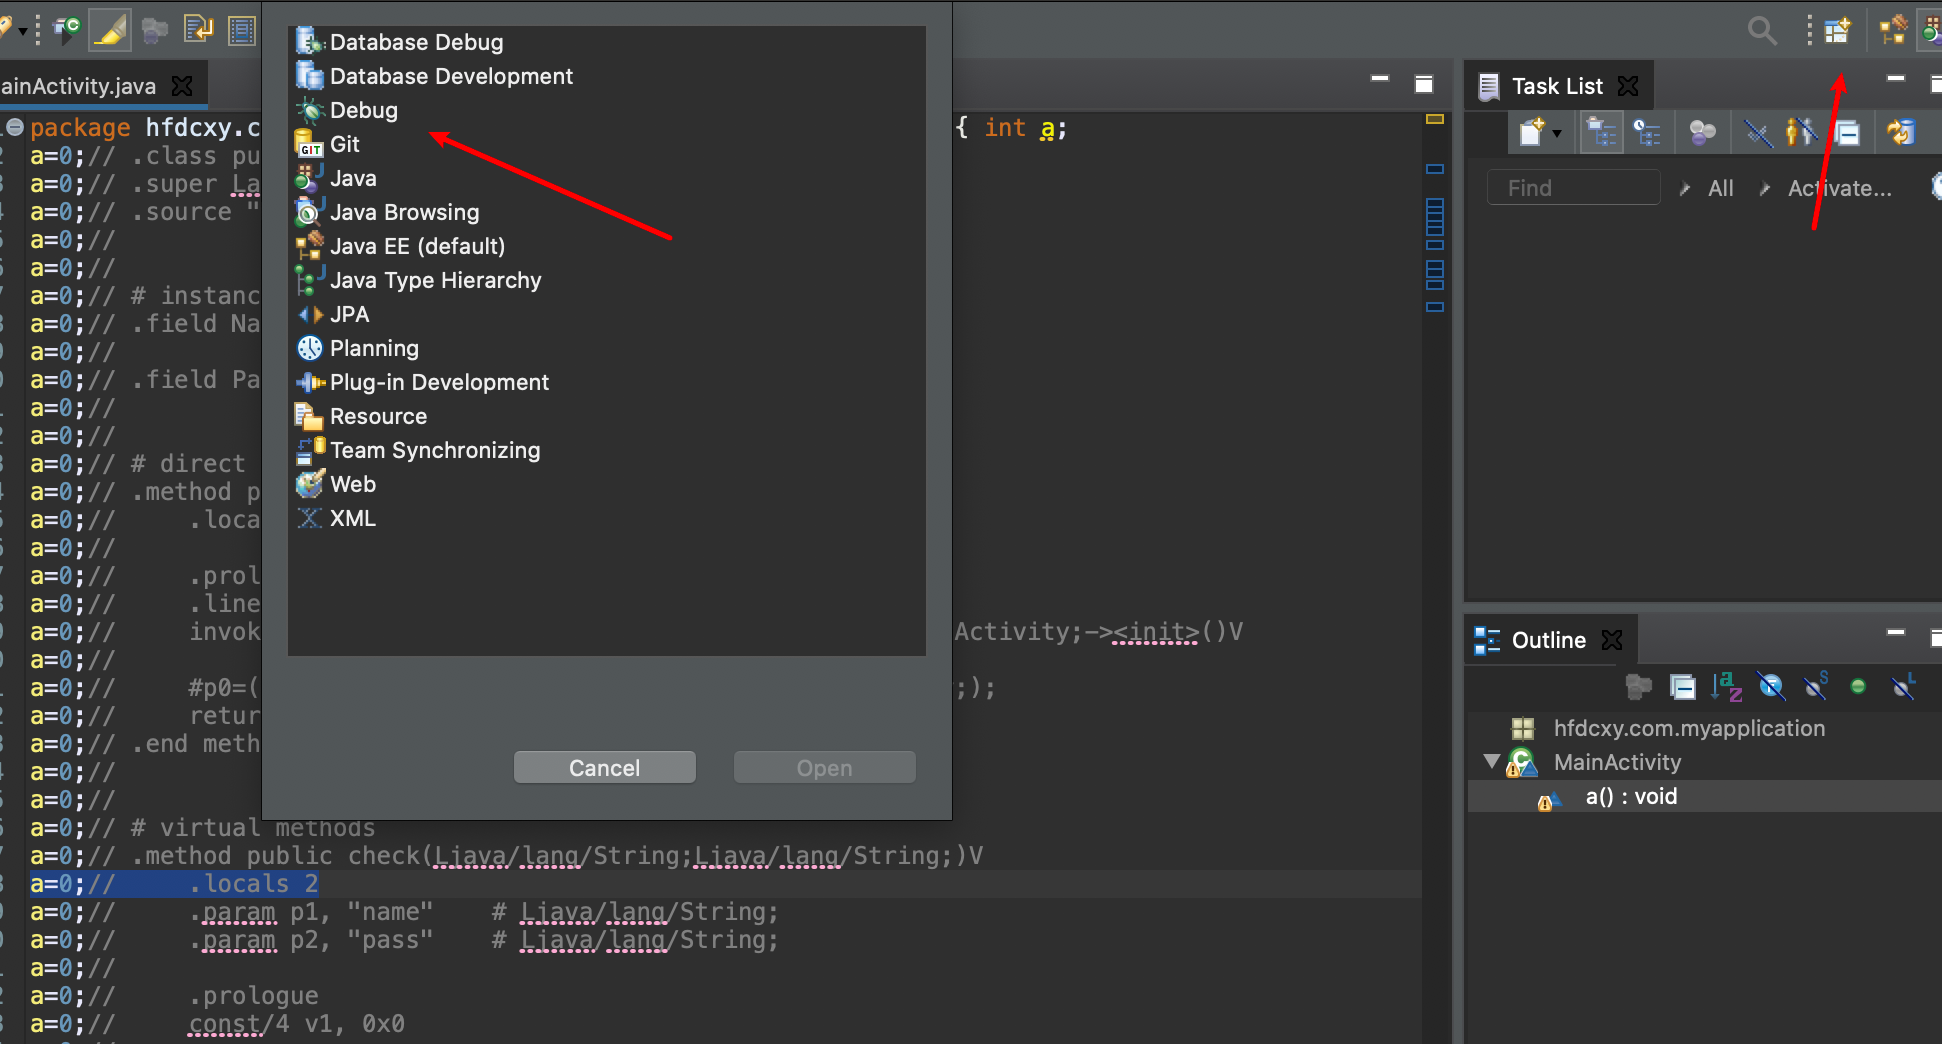 Database Debug
Database Development
Debug
Git
Java
Java Browsing
Java EE (default)
Java Type Hierarchy
JPA
Planning
Plug-in Development
Resource
Team Synchronizing
Web
XML
Cancel
Open
ainActivity.java
package hfdcxy.c { int a;
a=0;// .class pu
a=0;// .super La
a=0;// .source "
a=0;//
a=0;//
a=0;// # instanc
a=0;// .field Na
a=0;//
a=0;// .field Pa
a=0;//
a=0;//
a=0;// # direct
a=0;// .method p
a=0;// .loca
a=0;//
a=0;// .prol
a=0;// .line
a=0;// invok Activity;-><init>()V
a=0;//
a=0;// #p0=( ;);
a=0;// retur
a=0;// .end meth
a=0;//
a=0;//
a=0;// # virtual methods
a=0;// .method public check(Ljava/lang/String;Ljava/lang/String;)V
a=0;// .locals 2
a=0;// .param p1, "name" # Ljava/lang/String;
a=0;// .param p2, "pass" # Ljava/lang/String;
a=0;//
a=0;// .prologue
a=0;// const/4 v1, 0x0
Task List
Find
All
Activate...
Outline
hfdcxy.com.myapplication
MainActivity
a() : void